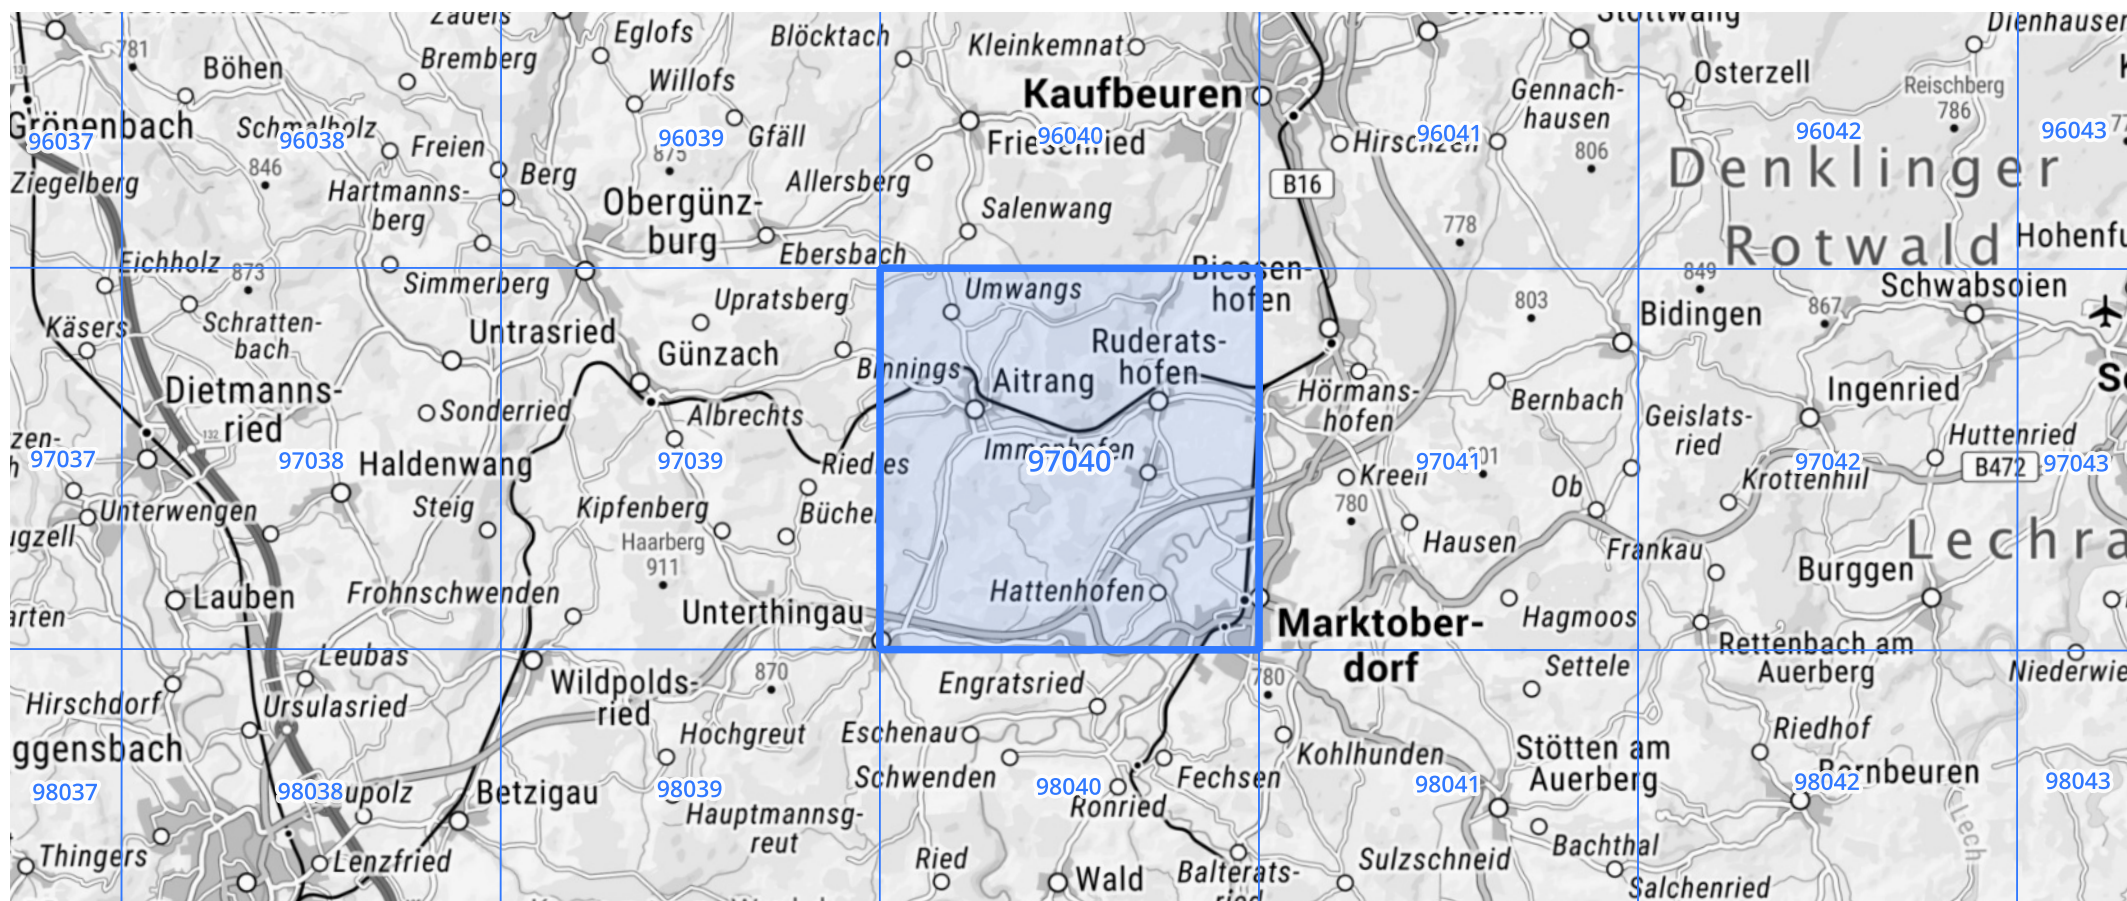 Eglofs
Blöcktach
Kleinkemnat
Osterzell
781
Böhen
Bremberg
Willofs
Kaufbeuren
Gennach-
hausen
Reischberg
786
131
Grönenbach
96037
Schmalholz
96038
Freien
96039
Gfäll
96040
96041
806
96042
96043
875
Denklinger
Ziegelberg
846
Hartmanns-
berg
Berg
Allersberg
B16
Obergünz-
burg
Salenwang
778
Rotwald
Ebersbach
Eichholz
873
Simmerberg
Upratsberg
Umwangs
Biessen-
hofen
803
849
Bidingen
867
Schwabsoien
Käsers
Schratten-
bach
Untrasried
Günzach
Binnings
Aitrang
Ruderats-
hofen
Hörmans-
hofen
Bernbach
Geislats-
ried
Ingenried
Dietmanns-
ried
132
Sonderried
Albrechts
Immenhofen
Huttenried
B472
97037
97038
Haldenwang
97039
97040
Kreen
97041
97042
97043
Krottenhill
Unterwengen
Steig
Kipfenberg
780
Ob
Haarberg
911
Hausen
Frankau
Lauben
Frohnschwenden
Unterthingau
Hattenhofen
Marktober-
dorf
Hagmoos
Burggen
Leubas
Rettenbach am
Auerberg
Hirschdorf
Ursulasried
Wildpolds-
ried
870
Engratsried
780
Settele
Hochgreut
Eschenau
Kohlhunden
Stötten am
Auerberg
Riedhof
98037
98038
Betzigau
98039
Schwenden
98040
Fechsen
98041
98042
Bernbeuren
98043
Hauptmannsg-
reut
Ronried
Lech
Thingers
Lenzfried
Ried
Wald
Balterats-
ried
Sulzschneid
Bachthal
Salchenried